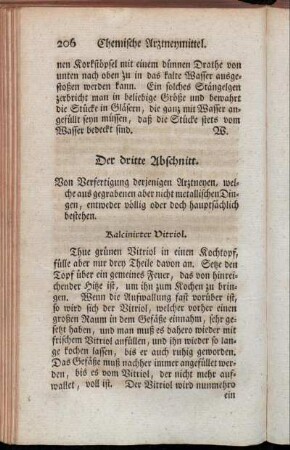 206 Chemische Arzneymittel.
nen Korkstöpsel mit einem dünnen Drathe von
unten nach oben zu in das kalte Wasser ausge-
stoßen werden kann. Ein solches Stängelgen
zerbricht man in beliebige Größe und bewahrt
die Stücke in Gläsern, die ganz mit Wasser an-
gefüllt seyn müssen, daß die Stücke stets vom
Wasser bedeckt sind. W.
Der dritte Abschnitt.
Von Verfertigung derjenigen Arztneyen, wel-
che aus gegrabenen aber nicht metallischen Din-
gen, entweder völlig oder doch hauptsächlich
bestehen.
Kalcinirter Vitriol.
Thue grünen Vitriol in einen Kochtopf,
fülle aber nur drey Theile davon an. Setze den
Topf über ein gemeines Feuer, das von hinrei-
chender Hitze ist, um ihn zum Kochen zu brin-
gen. Wenn die Aufwallung fast vorüber ist,
so wird sich der Vitriol, welcher vorher einen
großen Raum in dem Gefäße einnahm, sehr ge-
setzt haben, und man muß es dahero wieder mit
frischem Vitriol anfüllen, und ihn wieder so lan-
ge kochen lassen, bis er auch ruhig geworden.
Das Gefäße muß nachher immer angefüllet wer-
den, bis es vom Vitriol, der nicht mehr auf-
wallet, voll ist. Der Vitriol wird nunmehro
ein